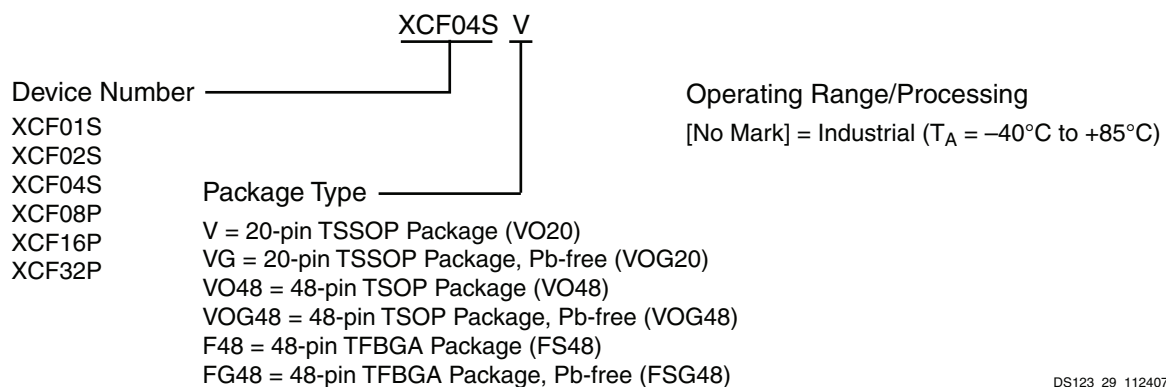 XCF04S V
Device Number
XCF01S
XCF02S
XCF04S
XCF08P
XCF16P
XCF32P
Package Type
V = 20-pin TSSOP Package (VO20)
VG = 20-pin TSSOP Package, Pb-free (VOG20)
VO48 = 48-pin TSOP Package (VO48)
VOG48 = 48-pin TSOP Package, Pb-free (VOG48)
F48 = 48-pin TFBGA Package (FS48)
FG48 = 48-pin TFBGA Package, Pb-free (FSG48)
Operating Range/Processing
[No Mark] = Industrial (TA = –40°C to +85°C)
DS123_29_112407